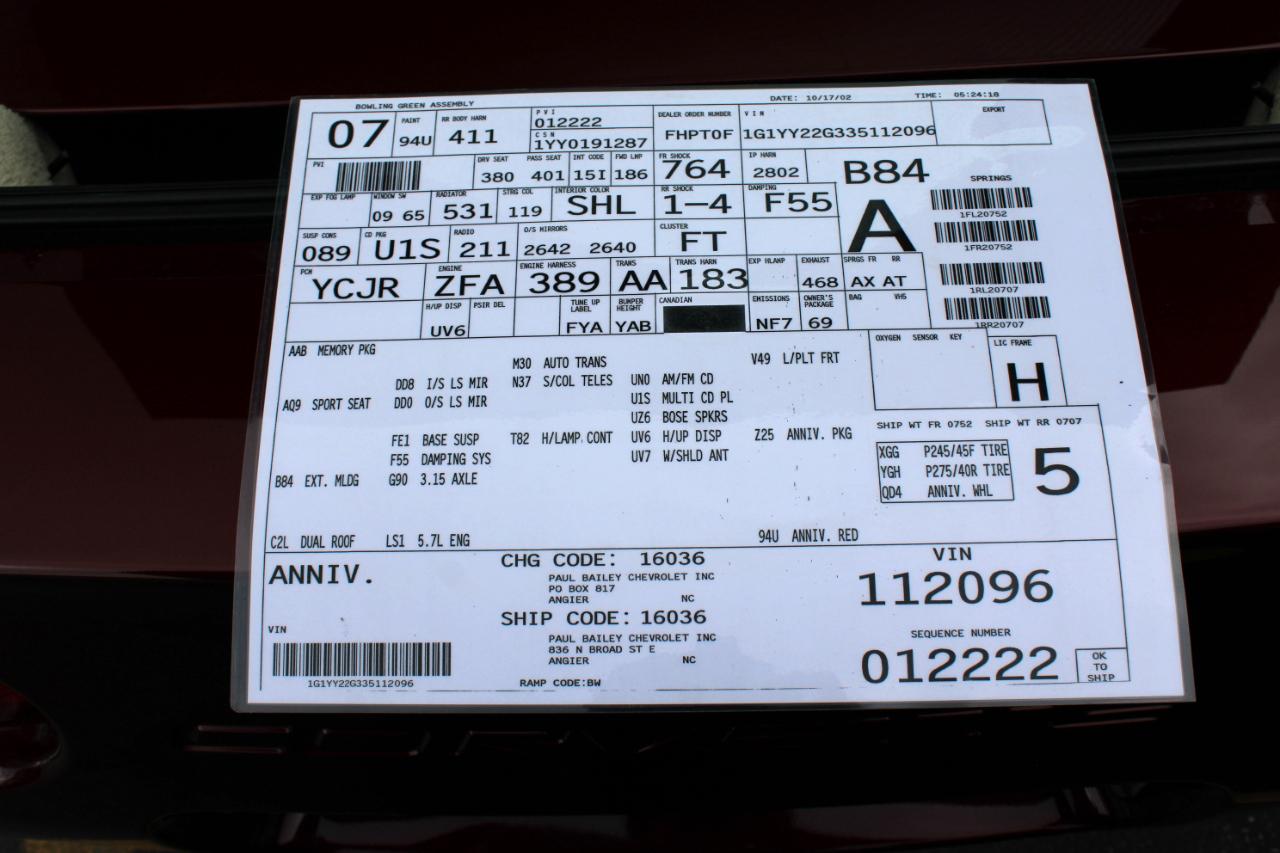 BOWLING GREEN ASSEMBLY DATE: 10/17/02 TIME: 05:24:18
07 PAINT 94U RR BODY HARN 411 PVI 012222 CSN 1YY0191287 DEALER ORDER NUMBER FHPT0F VIN 1G1YY22G335112096 EXPORT
PVI DRV SEAT 380 PASS SEAT 401 INT CODE 15I FWD LMP 186 FR SHOCK 764 IP HARN 2802 B84 SPRINGS
EXP FOG LAMP WINDOW SW 09 65 RADIATOR 531 STRG COL 119 INTERIOR COLOR SHL RR SHOCK 1-4 DAMPING F55 A 1FL20752
SUSP CONS 089 CD PKG U1S RADIO 211 O/S MIRRORS 2642 2640 CLUSTER FT 1FR20752
PCM YCJR ENGINE ZFA ENGINE HARNESS 389 TRANS AA TRANS HARN 183 EXP HLAMP EXHAUST 468 SPRGS FR RR AX AT 1RL20707
H/UP DISP UV6 PSIR DEL TUNE UP LABEL FYA BUMPER HEIGHT YAB CANADIAN EMISSIONS NF7 OWNER'S PACKAGE 69 BAG VHS 1RR20707
AAB MEMORY PKG OXYGEN SENSOR KEY LIC FRAME
M30 AUTO TRANS V49 L/PLT FRT H
DD8 I/S LS MIR N37 S/COL TELES UN0 AM/FM CD
AQ9 SPORT SEAT DD0 O/S LS MIR U1S MULTI CD PL
UZ6 BOSE SPKRS SHIP WT FR 0752 SHIP WT RR 0707
FE1 BASE SUSP T82 H/LAMP CONT UV6 H/UP DISP Z25 ANNIV. PKG XGG P245/45F TIRE
F55 DAMPING SYS UV7 W/SHLD ANT YGH P275/40R TIRE 5
B84 EXT. MLDG G90 3.15 AXLE QD4 ANNIV. WHL
C2L DUAL ROOF LS1 5.7L ENG 94U ANNIV. RED
ANNIV. CHG CODE: 16036 VIN
PAUL BAILEY CHEVROLET INC 112096
PO BOX 817
ANGIER NC
SHIP CODE: 16036
VIN PAUL BAILEY CHEVROLET INC SEQUENCE NUMBER
836 N BROAD ST E 012222 OK TO SHIP
ANGIER NC
1G1YY22G335112096 RAMP CODE:BW
CORVETTE